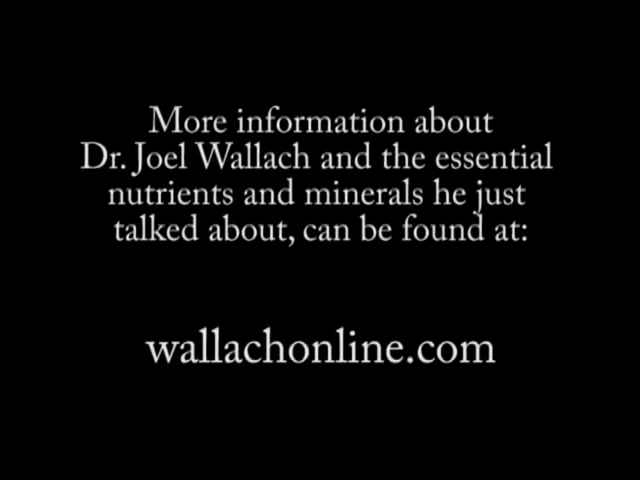 More information about
Dr. Joel Wallach and the essential
nutrients and minerals he just
talked about, can be found at:
wallachonline.com